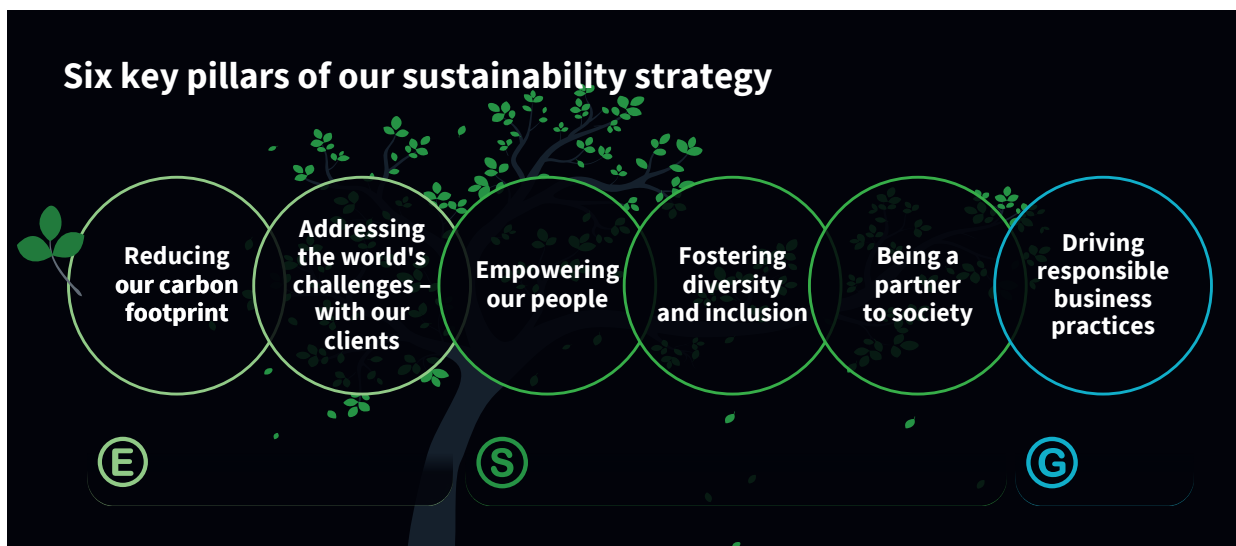 Six key pillars of our sustainability strategy
Reducing
our carbon
footprint
Addressing
the world's
challenges –
with our
clients
Empowering
our people
Fostering
diversity
and inclusion
Being a
partner
to society
Driving
responsible
business
practices
E
S
G